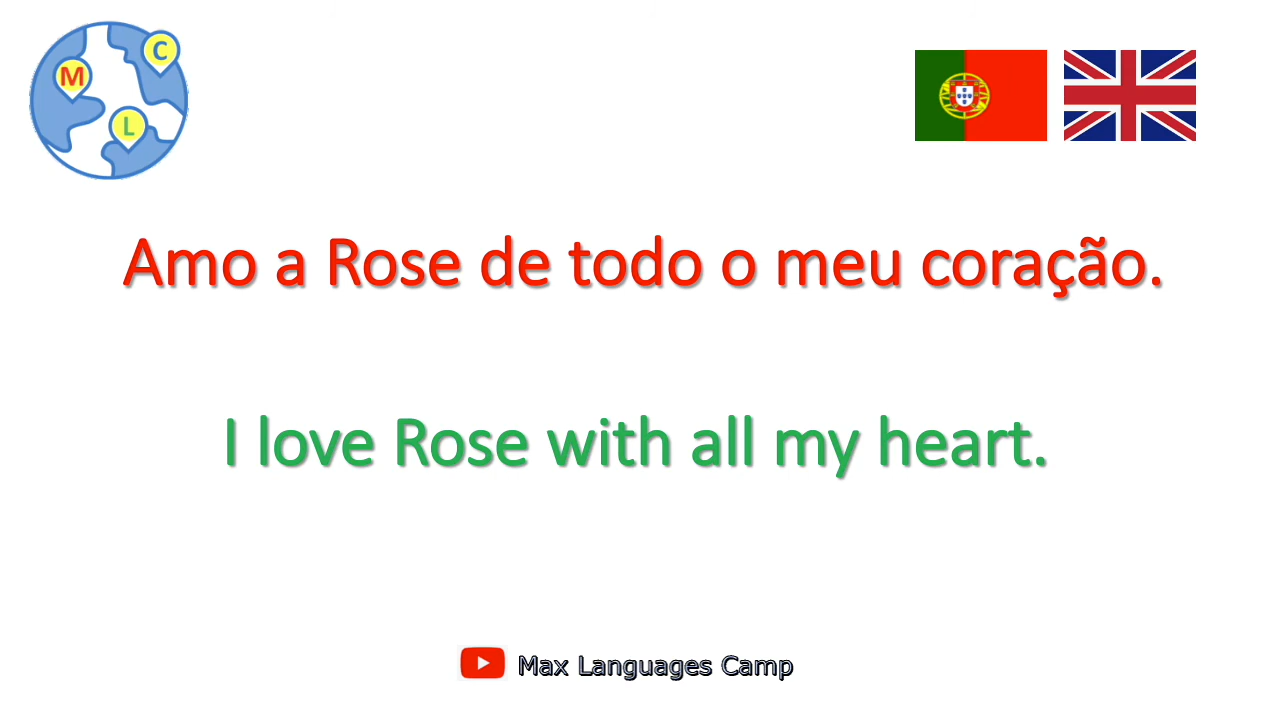 M
C
L
Amo a Rose de todo o meu coração.
I love Rose with all my heart.
Max Languages Camp